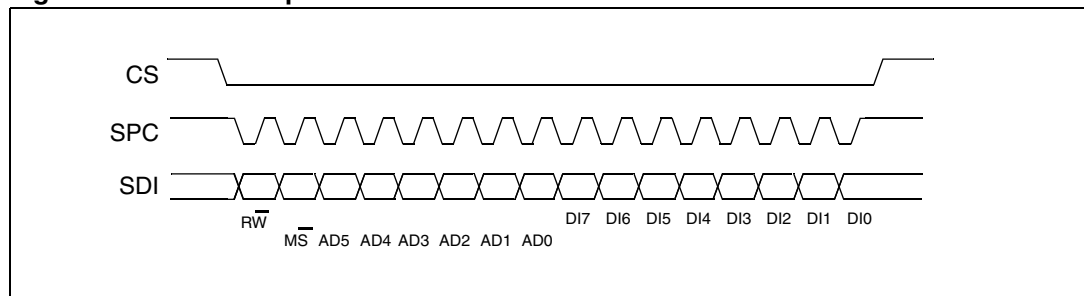 CS
SPC
SDI
RW̅ DI7 DI6 DI5 DI4 DI3 DI2 DI1 DI0
MS̅ AD5 AD4 AD3 AD2 AD1 AD0